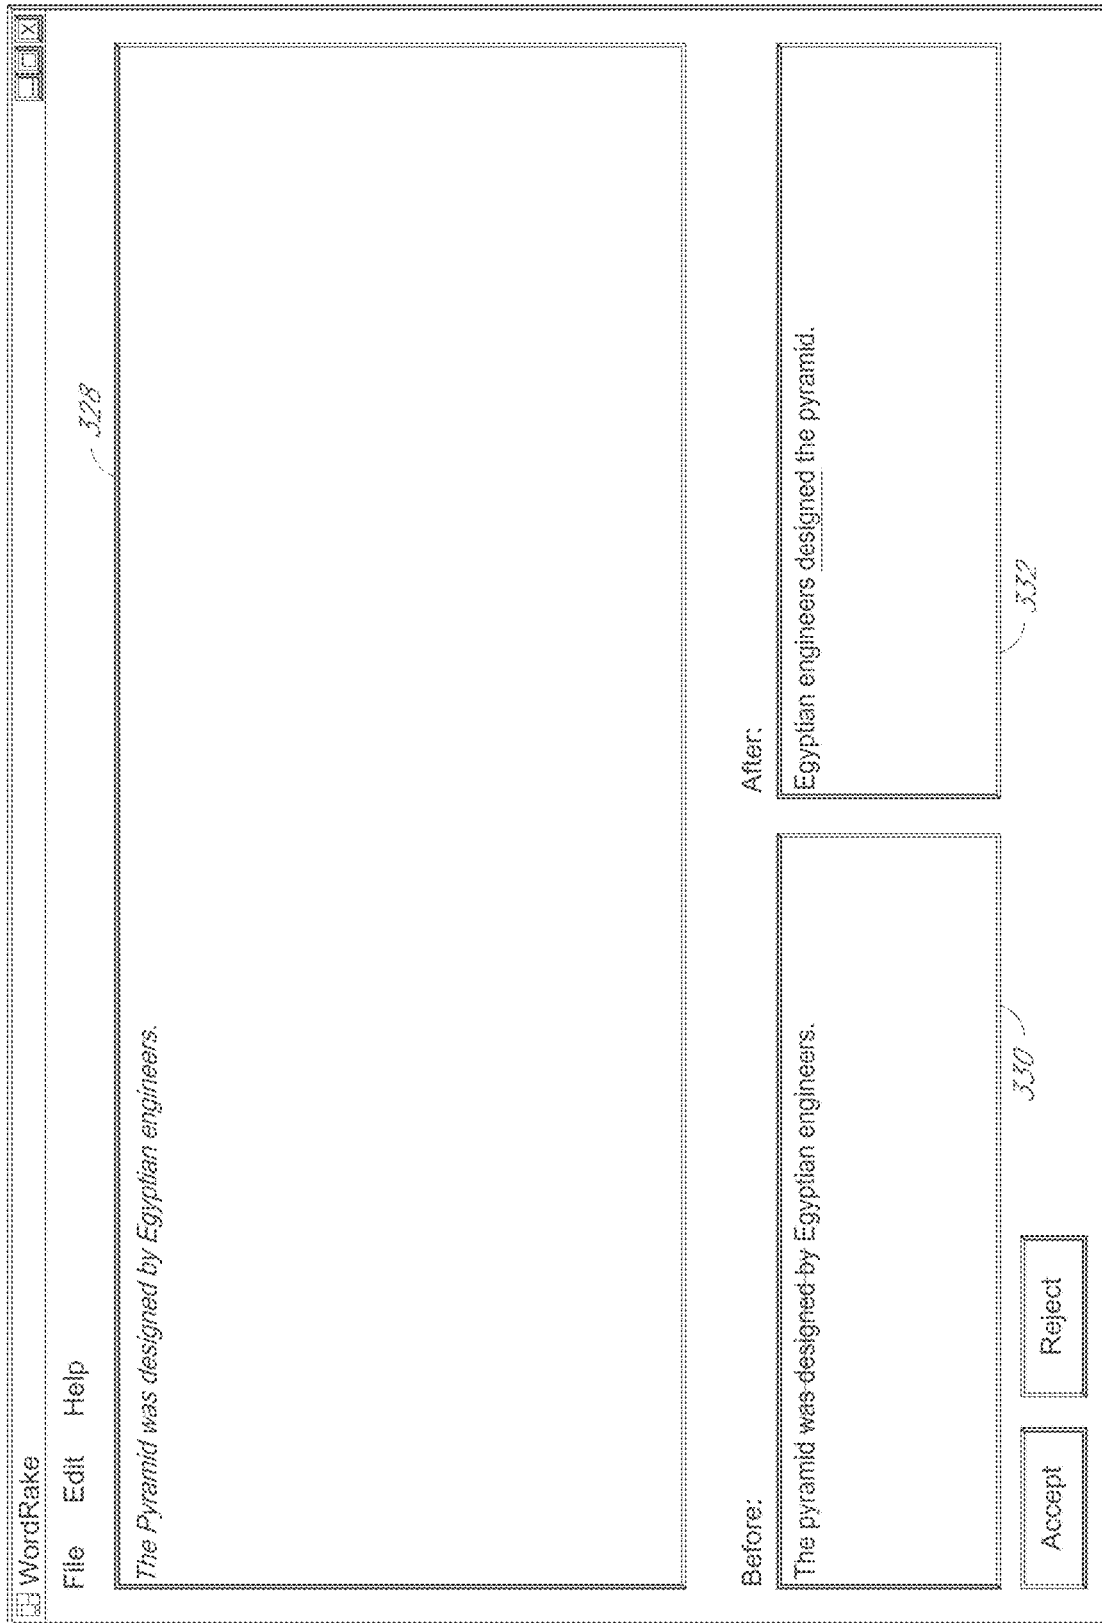 WordRake
File Edit Help
328
The Pyramid was designed by Egyptian engineers.
Before:
The pyramid was designed by Egyptian engineers.
330
After:
Egyptian engineers designed the pyramid.
332
Accept
Reject